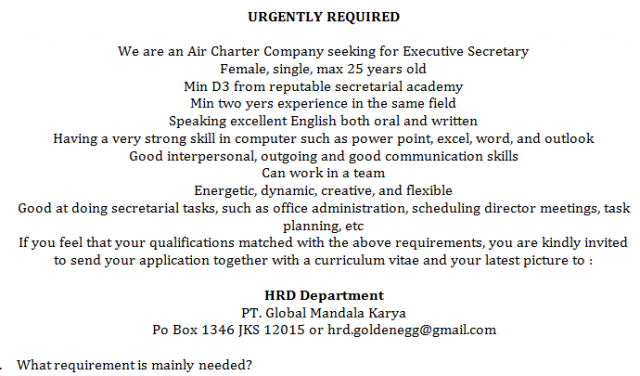 URGENTLY REQUIRED
We are an Air Charter Company seeking for Executive Secretary
Female, single, max 25 years old
Min D3 from reputable secretarial academy
Min two yers experience in the same field
Speaking excellent English both oral and written
Having a very strong skill in computer such as power point, excel, word, and outlook
Good interpersonal, outgoing and good communication skills
Can work in a team
Energetic, dynamic, creative, and flexible
Good at doing secretarial tasks, such as office administration, scheduling director meetings, task
planning, etc
If you feel that your qualifications matched with the above requirements, you are kindly invited
to send your application together with a curriculum vitae and your latest picture to :
HRD Department
PT. Global Mandala Karya
Po Box 1346 JKS 12015 or hrd.goldenegg@gmail.com
. What requirement is mainly needed?